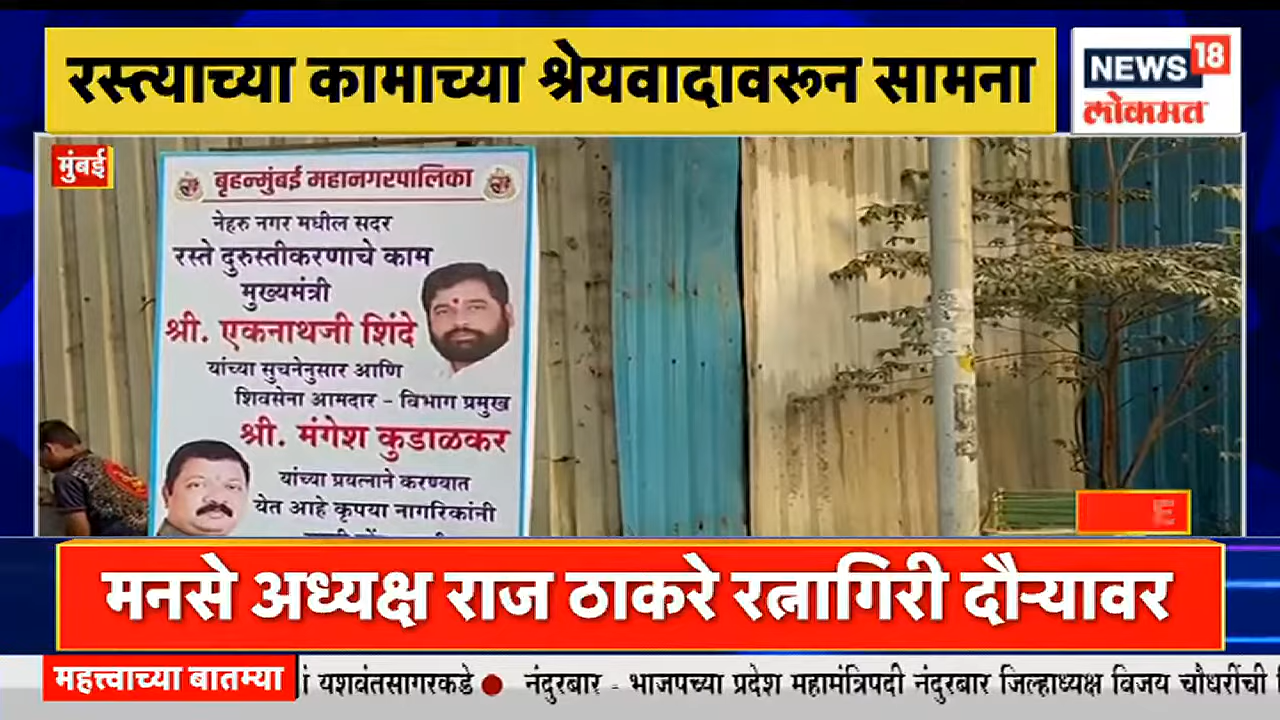 रस्त्याच्या कामाच्या श्रेयवादावरून सामना
NEWS 18
लोकमत
मुंबई
बृहन्मुंबई महानगरपालिका
नेहरु नगर मधील सदर
रस्ते दुरुस्तीकरणाचे काम
मुख्यमंत्री
श्री. एकनाथजी शिंदे
यांच्या सुचनेनुसार आणि
शिवसेना आमदार - विभाग प्रमुख
श्री. मंगेश कुडाळकर
यांच्या प्रयत्नाने करण्यात
येत आहे कृपया नागरिकांनी
मनसे अध्यक्ष राज ठाकरे रत्नागिरी दौऱ्यावर
महत्त्वाच्या बातम्या
यशवंतसागरकडे ● नंदुरबार - भाजपच्या प्रदेश महामंत्रिपदी नंदुरबार जिल्हाध्यक्ष विजय चौधरींची